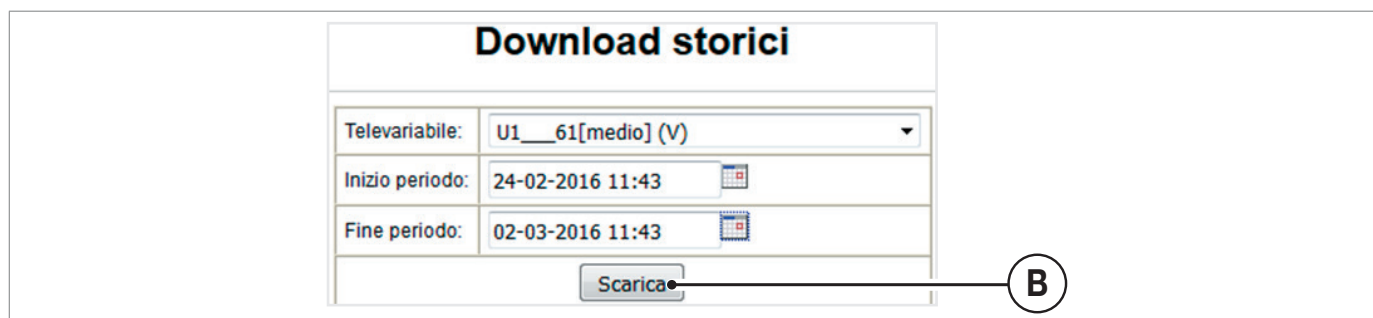 Download storici
Televariabile: U1___61[medio] (V)
Inizio periodo: 24-02-2016 11:43
Fine periodo: 02-03-2016 11:43
Scarica B